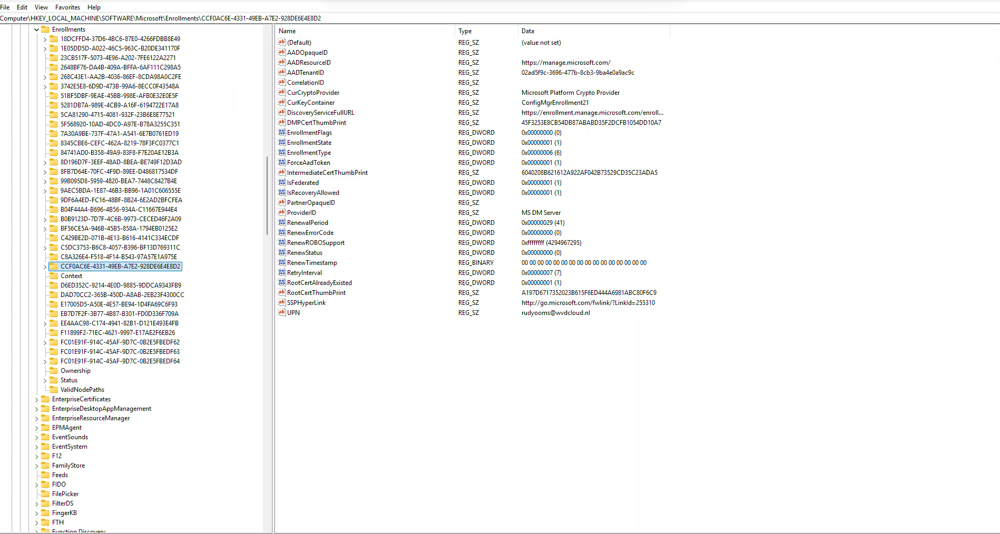 File Edit View Favorites Help
Computer\HKEY_LOCAL_MACHINE\SOFTWARE\Microsoft\Enrollments\CCF0AC6E-4331-49EB-A7E2-928DE6E4E8D2
Enrollments
18DCFFD4-37D6-4BC6-87E0-4266FDBB8E49
1E05DD5D-A022-46C5-963C-B20DE341170F
23CB517F-5073-4E96-A202-7FE6122A2271
2648BF76-DA4B-409A-BFFA-6AF111C298A5
268C43E1-AA2B-4036-86EF-8CDA98A0C2FE
3742E5E8-6D9D-473B-99A6-8ECC0F43548A
51BF5DBF-9EAE-45BB-998E-AFB0E32E0E5F
5281DB7A-989E-4CB9-A16F-6194722E17A8
5CA81290-4715-4081-932F-23B6E8E77521
5F568920-10AD-4DC0-A97E-B78A3255C351
7A30A9BE-737F-47A1-A541-6E7B0761ED19
8345CBE6-CEFC-462A-8219-78F3FC0377C1
84741AD0-B358-49A9-83F8-F7E20AE12B3A
8D196D7F-3EEF-48AD-8BEA-BE749F12D3AD
8FB7D64E-70FC-4F9D-89EE-D486817534DF
99B095D8-5959-4820-BEA7-7448C8427B4E
9AEC5BDA-1E87-46B3-BB96-1A01C606555E
9DF6A4ED-FC16-48BF-8B24-6E2AD2BFCFEA
B04F44A4-B696-4B56-934A-C11667E944E4
B0B9123D-7D7F-4C6B-9973-CECED46F2A09
BF56CE5A-946B-45B5-858A-1794EB0125E2
C429BE2D-071B-4E13-B616-4141C334ECDF
C5DC3753-B6C8-4057-B396-BF13D769311C
C8A326E4-F518-4F14-B543-97A57E1A975E
CCF0AC6E-4331-49EB-A7E2-928DE6E4E8D2
Context
D6ED352C-9214-4E0D-9885-9DDCA9343FB9
DAD70CC2-365B-450D-A8AB-2EB23F4300CC
E17005D5-A50E-4E57-BE94-1D4FA69C6F93
EB7D7F2F-3B77-4B87-B301-FD0D336F709A
EE4AAC98-C174-4941-82B1-D121E493E4FB
F11899F2-71EC-4621-9997-E17AE2F6EB26
FC01E91F-914C-45AF-9D7C-0B2E5FBEDF62
FC01E91F-914C-45AF-9D7C-0B2E5FBEDF63
FC01E91F-914C-45AF-9D7C-0B2E5FBEDF64
Ownership
Status
ValidNodePaths
EnterpriseCertificates
EnterpriseDesktopAppManagement
EnterpriseResourceManager
EPMAgent
EventSounds
EventSystem
F12
FamilyStore
Feeds
FIDO
FilePicker
FilterDS
FingerKB
FTH
Function Discovery
Name Type Data
(Default) REG_SZ (value not set)
AADOpaqueID REG_SZ
AADResourceID REG_SZ https://manage.microsoft.com/
AADTenantID REG_SZ 02ad5f9c-3696-477b-8cb3-9ba4e0a9ac9c
CorrelationID REG_SZ
CurCryptoProvider REG_SZ Microsoft Platform Crypto Provider
CurKeyContainer REG_SZ ConfigMgrEnrollment21
DiscoveryServiceFullURL REG_SZ https://enrollment.manage.microsoft.com/enroll...
DMPCertThumbPrint REG_SZ 45F3253E8CB54DB87ABABD35F2DCFB1054DD10A7
EnrollmentFlags REG_DWORD 0x00000000 (0)
EnrollmentState REG_DWORD 0x00000001 (1)
EnrollmentType REG_DWORD 0x00000006 (6)
ForceAadToken REG_DWORD 0x00000001 (1)
IntermediateCertThumbPrint REG_SZ 6040208B621612A922AF042B73529CD35C23ADA5
IsFederated REG_DWORD 0x00000001 (1)
IsRecoveryAllowed REG_DWORD 0x00000001 (1)
PartnerOpaqueID REG_SZ
ProviderID REG_SZ MS DM Server
RenewalPeriod REG_DWORD 0x00000029 (41)
RenewErrorCode REG_DWORD 0x00000000 (0)
RenewROBOSupport REG_DWORD 0xffffffff (4294967295)
RenewStatus REG_DWORD 0x00000000 (0)
RenewTimestamp REG_BINARY 00 00 00 00 00 00 00 00 00 00 00 00 00 00 00 00
RetryInterval REG_DWORD 0x00000007 (7)
RootCertAlreadyExisted REG_DWORD 0x00000001 (1)
RootCertThumbPrint REG_SZ A197D6717352023B615F6ED444A6981ABC80F6C9
SSPHyperLink REG_SZ http://go.microsoft.com/fwlink/?LinkId=255310
UPN REG_SZ rudyooms@wvdcloud.nl